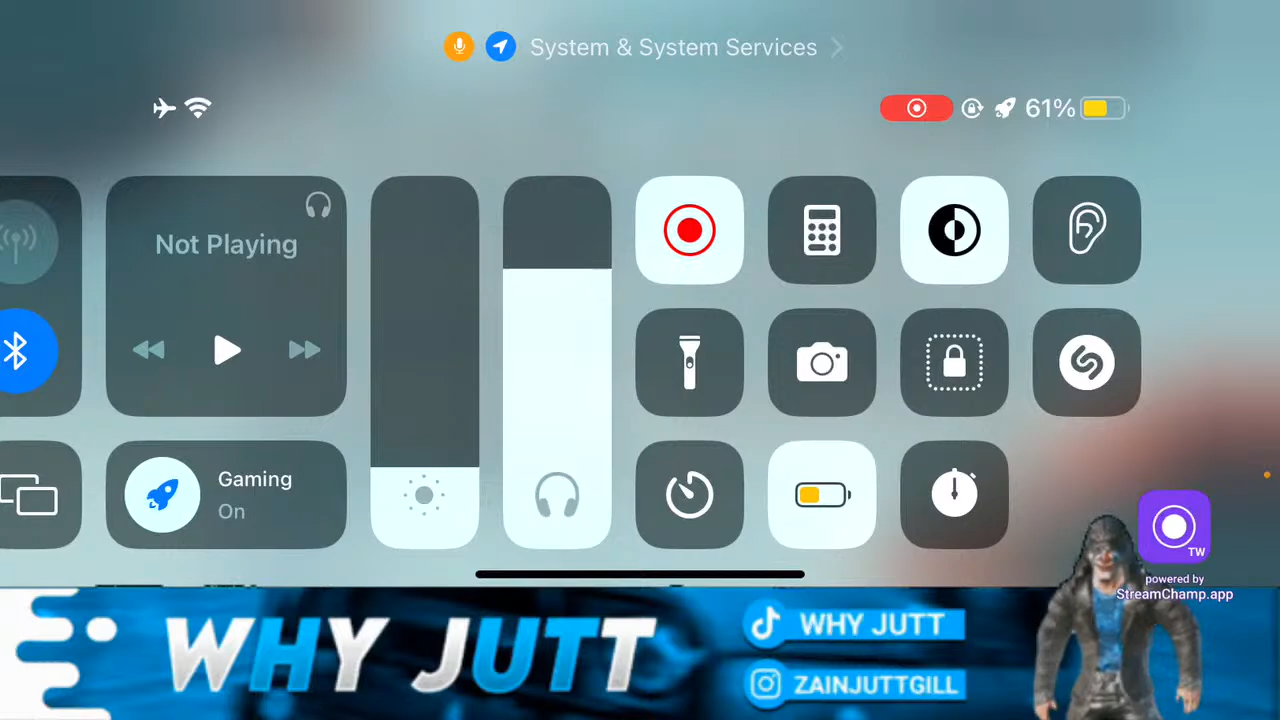 System & System Services
61%
Not Playing
Gaming
On
TW
powered by
StreamChamp.app
WHY JUTT
WHY JUTT
ZAINJUTTGILL